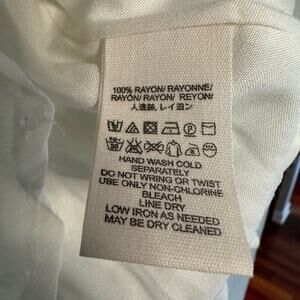 100% RAYON/ RAYONNE/
RAYÓN/ RAYON/ REYON/
人造絲, レイヨン
HAND WASH COLD
SEPARATELY
DO NOT WRING OR TWIST
USE ONLY NON-CHLORINE
BLEACH
LINE DRY
LOW IRON AS NEEDED
MAY BE DRY CLEANED